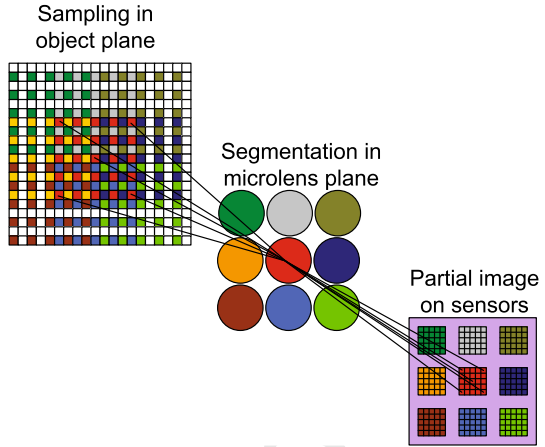 Sampling in
object plane
Segmentation in
microlens plane
Partial image
on sensors